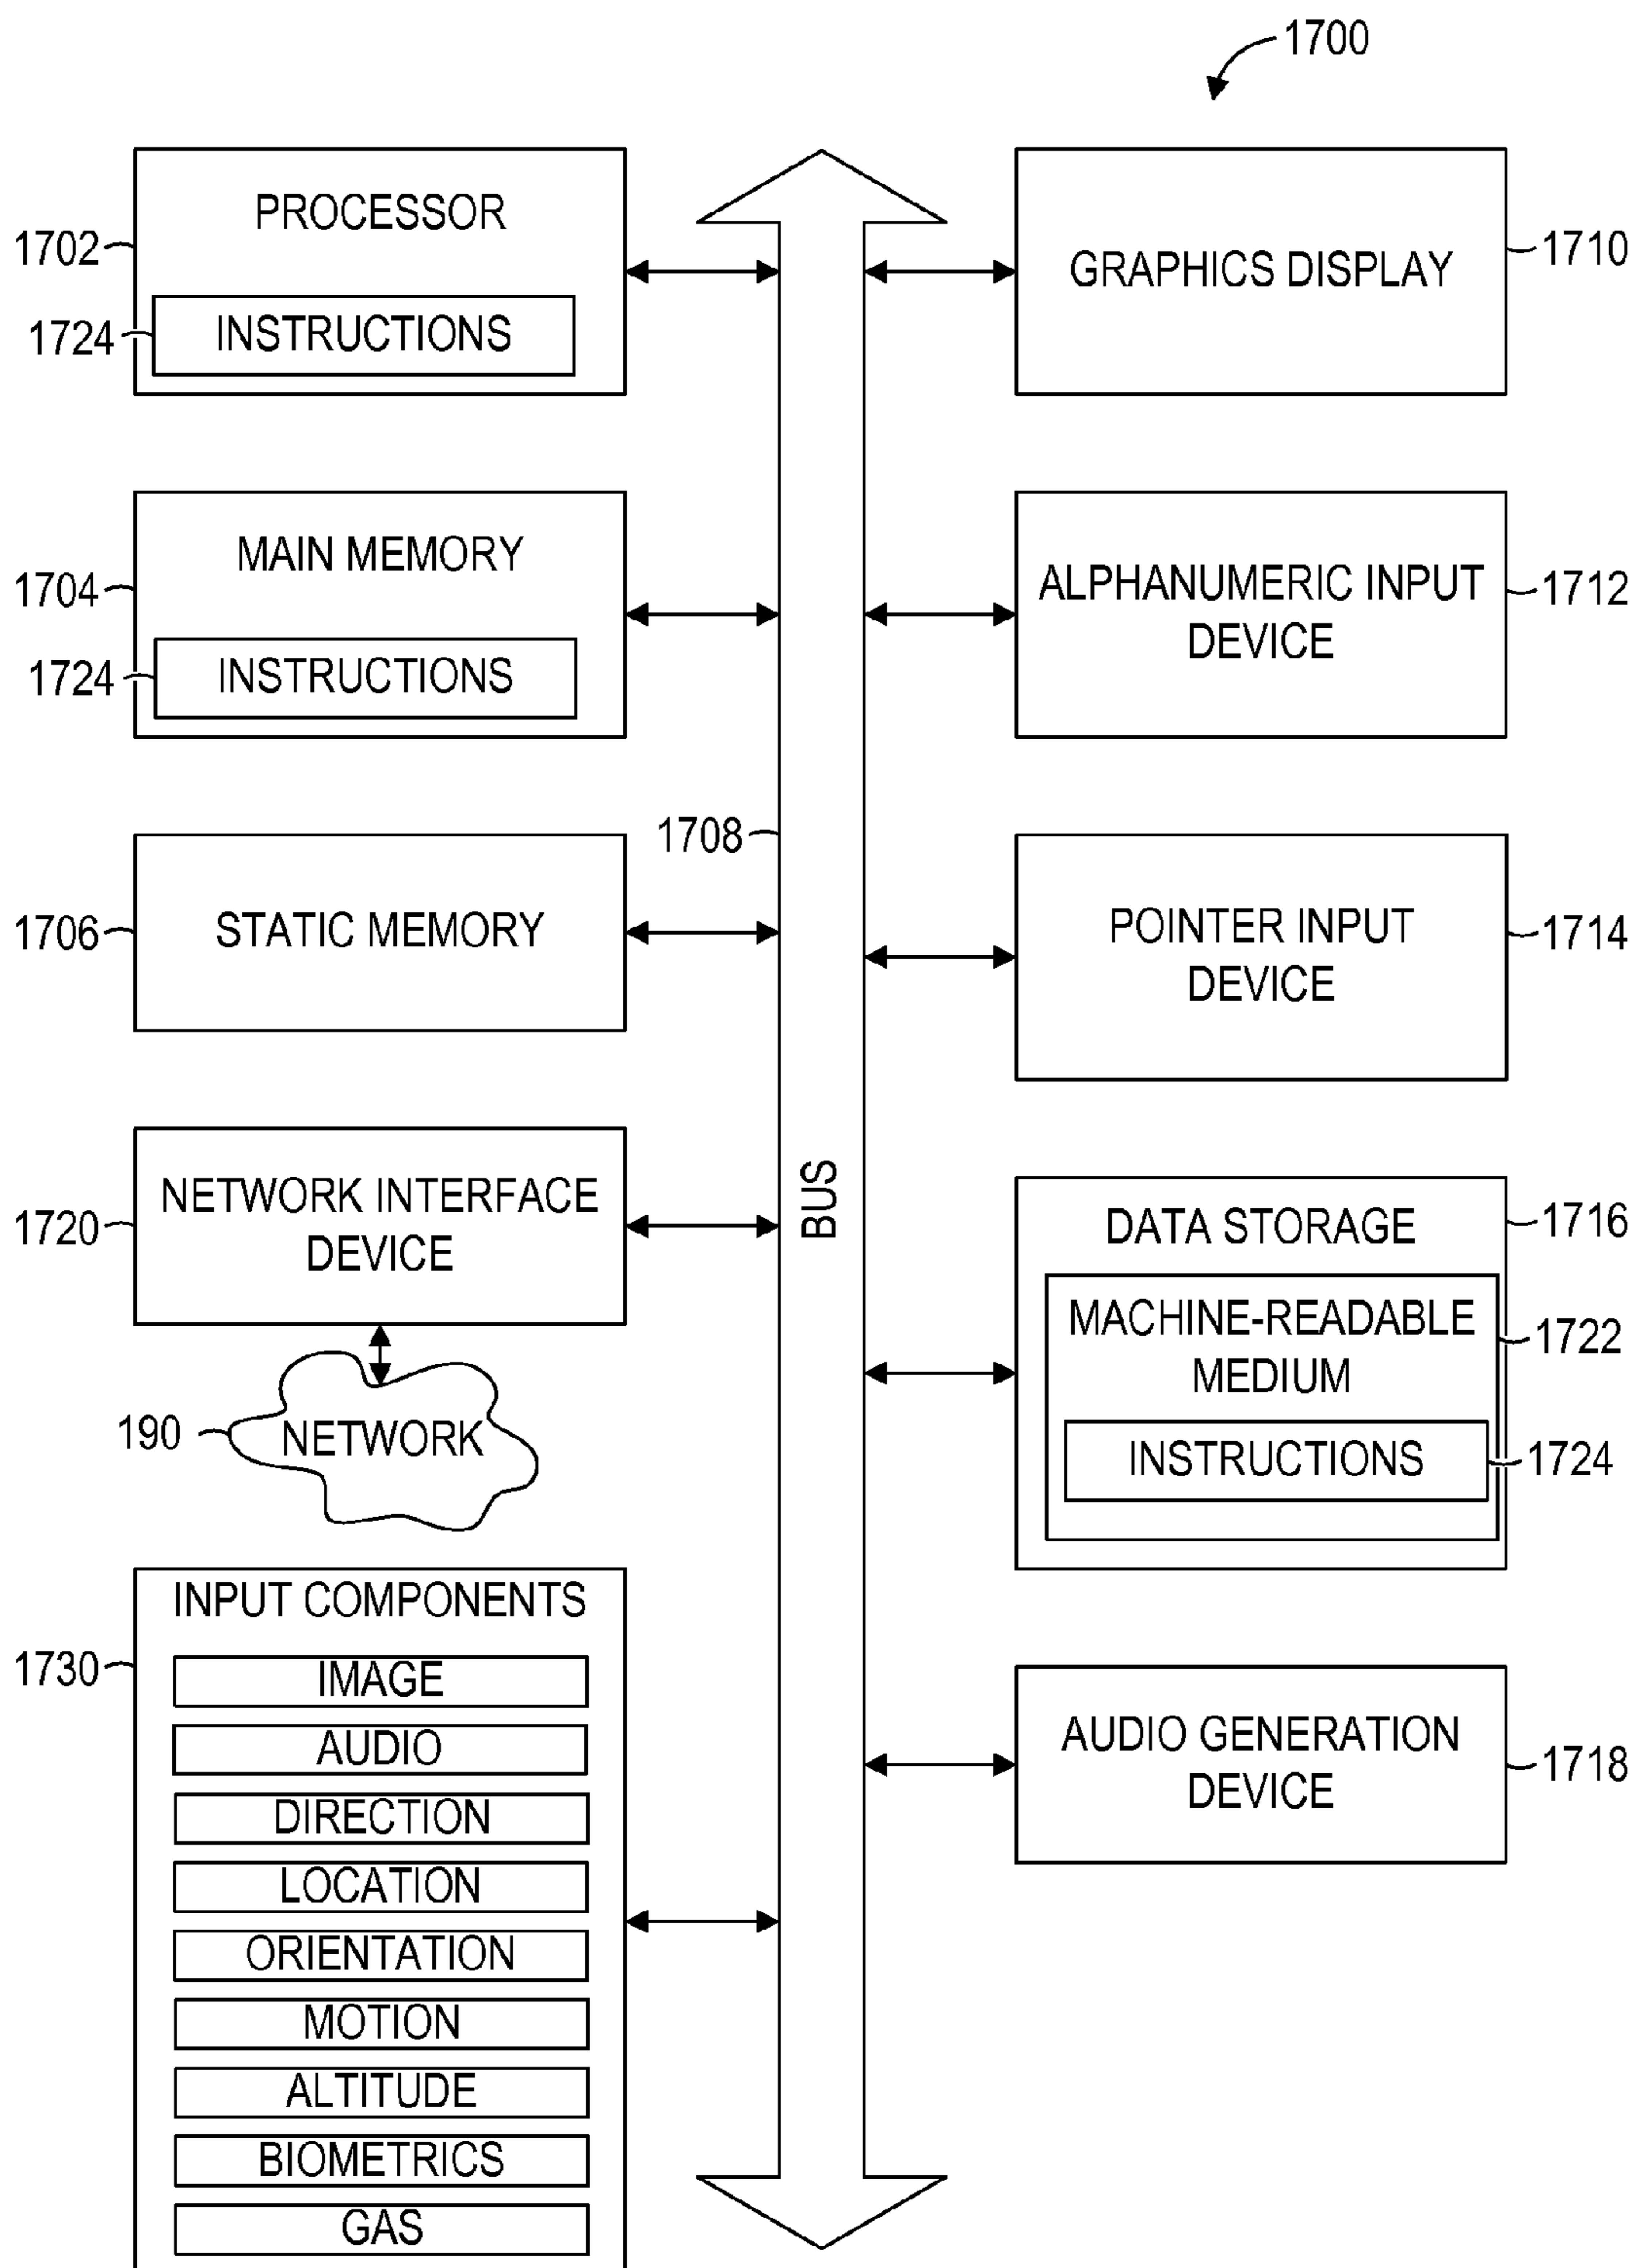 1700
PROCESSOR
1702
1724
INSTRUCTIONS
GRAPHICS DISPLAY
1710
MAIN MEMORY
1704
1724
INSTRUCTIONS
ALPHANUMERIC INPUT
DEVICE
1712
1708
STATIC MEMORY
1706
POINTER INPUT
DEVICE
1714
NETWORK INTERFACE
DEVICE
1720
BUS
DATA STORAGE
1716
MACHINE-READABLE
MEDIUM
1722
INSTRUCTIONS
1724
190
NETWORK
INPUT COMPONENTS
1730
IMAGE
AUDIO
DIRECTION
LOCATION
ORIENTATION
MOTION
ALTITUDE
BIOMETRICS
GAS
AUDIO GENERATION
DEVICE
1718